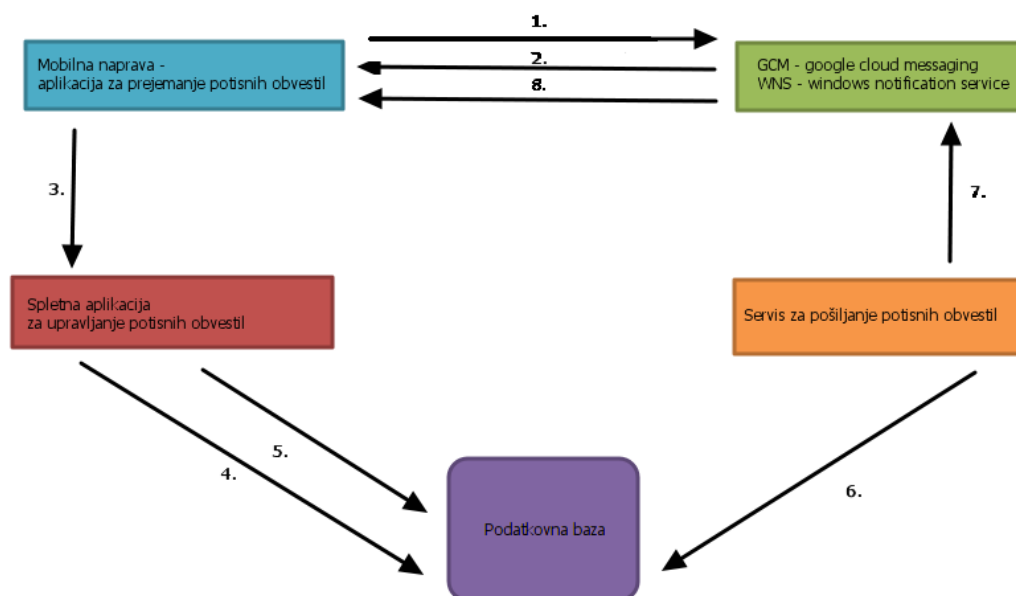 1.
Mobilna naprava -
aplikacija za prejemanje potisnih obvestil
2.
GCM - google cloud messaging
WNS - windows notification service
8.
3.
7.
Spletna aplikacija
za upravljanje potisnih obvestil
Servis za pošiljanje potisnih obvestil
5.
4.
6.
Podatkovna baza